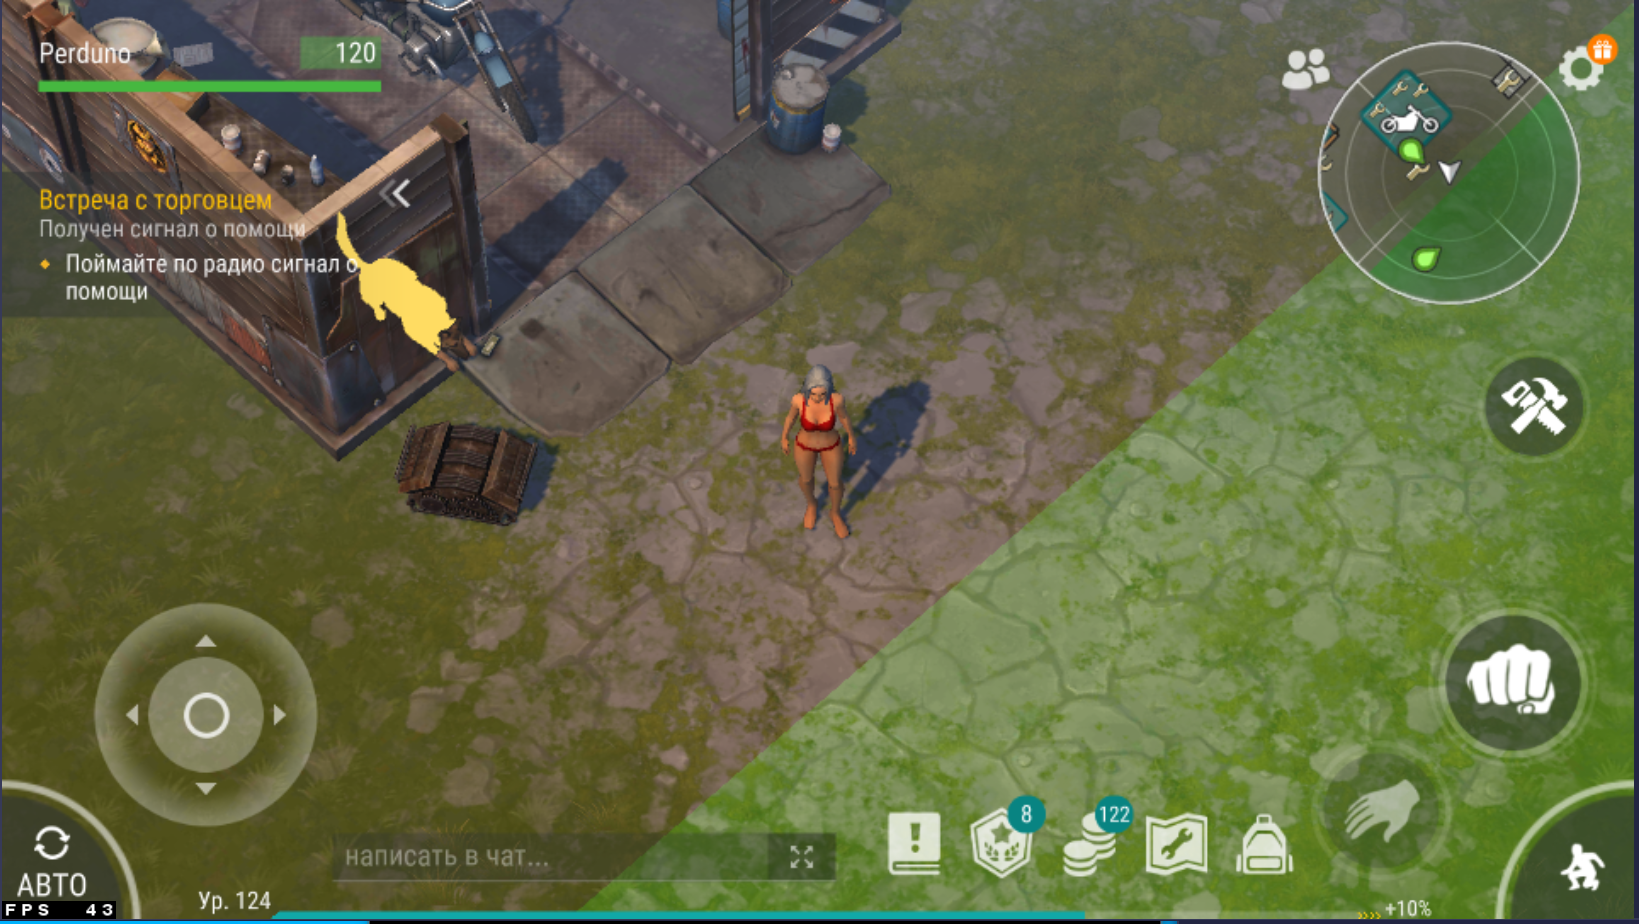 Perduno
120
Встреча с торговцем
Получен сигнал о помощи
Поймайте по радио сигнал о
помощи
8
122
написать в чат...
АВТО
Ур. 124
+10%
FPS 43